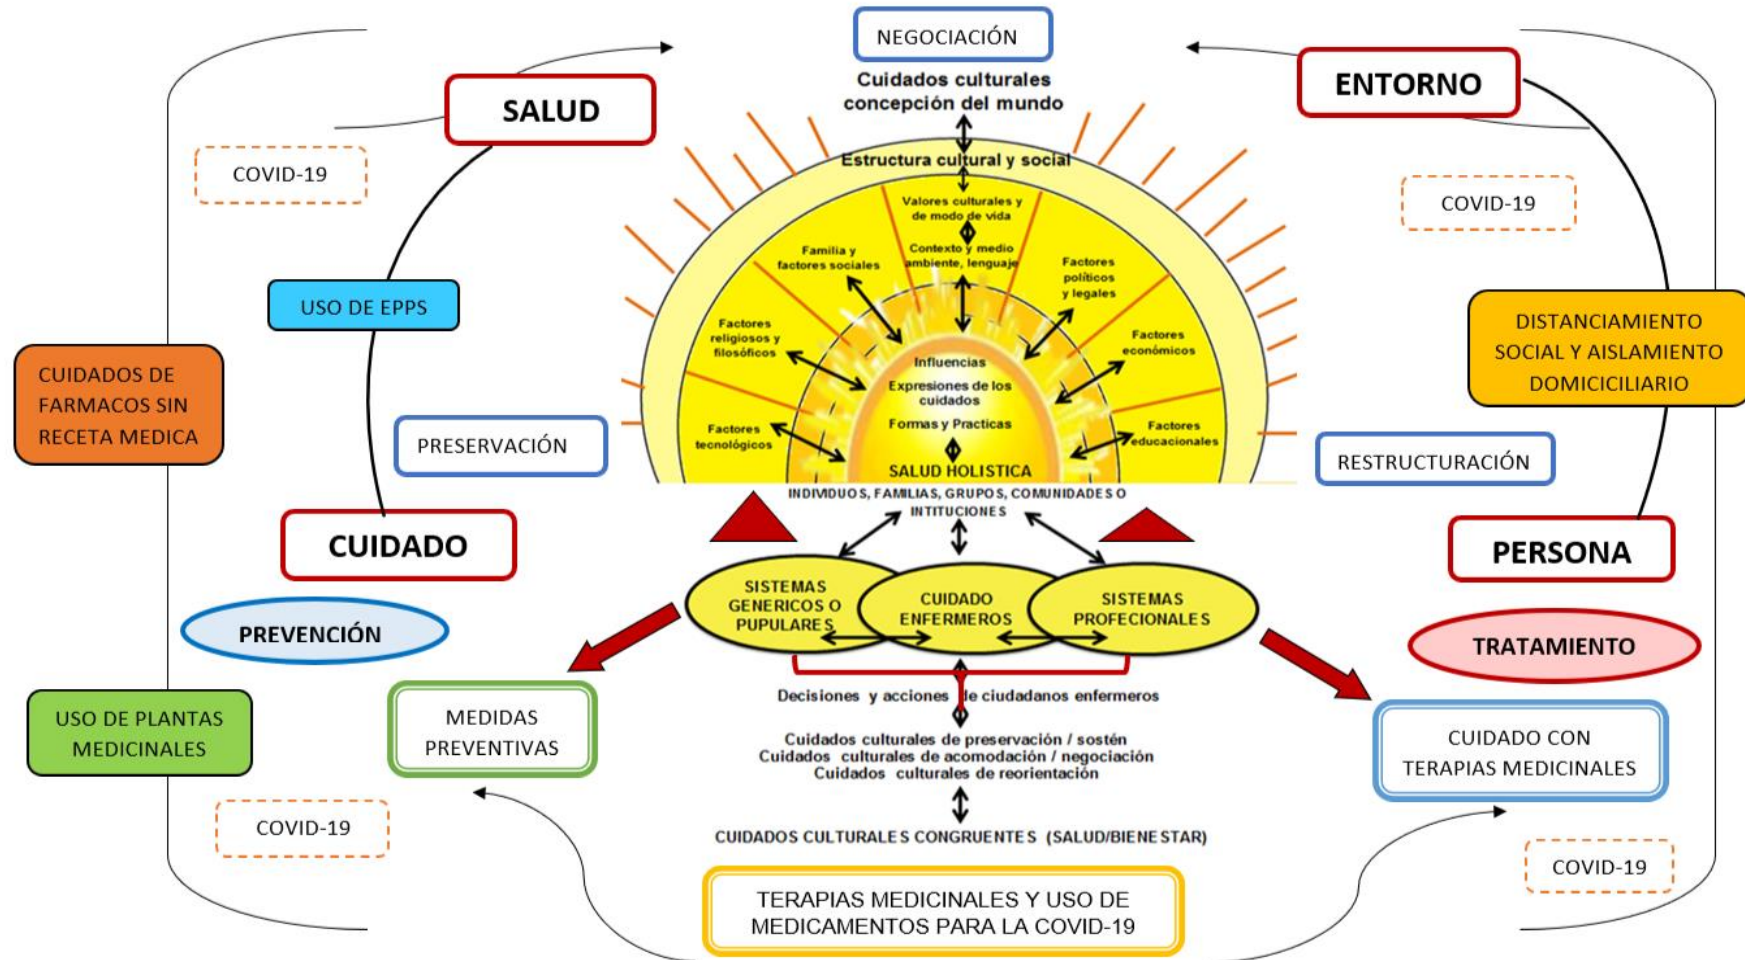 NEGOCIACIÓN
Cuidados culturales
concepción del mundo
SALUD
ENTORNO
COVID-19
COVID-19
Estructura cultural y social
Valores culturales y
de modo de vida
Familia y
factores sociales
Contexto y medio
ambiente, lenguaje
Factores
políticos
y legales
USO DE EPPS
Factores
religiosos y
filosóficos
Factores
económicos
DISTANCIAMIENTO
SOCIAL Y AISLAMIENTO
DOMICICILIARIO
CUIDADOS DE
FARMACOS SIN
RECETA MEDICA
Influencias
Expresiones de los
cuidados
Formas y Practicas
PRESERVACIÓN
Factores
tecnológicos
Factores
educacionales
RESTRUCTURACIÓN
SALUD HOLISTICA
INDIVIDUOS, FAMILIAS, GRUPOS, COMUNIDADES O
INTITUCIONES
CUIDADO
PERSONA
SISTEMAS
GENERICOS O
PUPULARES
CUIDADO
ENFERMEROS
SISTEMAS
PROFECIONALES
PREVENCIÓN
TRATAMIENTO
Decisiones y acciones de ciudadanos enfermeros
USO DE PLANTAS
MEDICINALES
MEDIDAS
PREVENTIVAS
Cuidados culturales de preservación / sostén
Cuidados culturales de acomodación / negociación
Cuidados culturales de reorientación
CUIDADO CON
TERAPIAS MEDICINALES
COVID-19
CUIDADOS CULTURALES CONGRUENTES (SALUD/BIENESTAR)
COVID-19
TERAPIAS MEDICINALES Y USO DE
MEDICAMENTOS PARA LA COVID-19